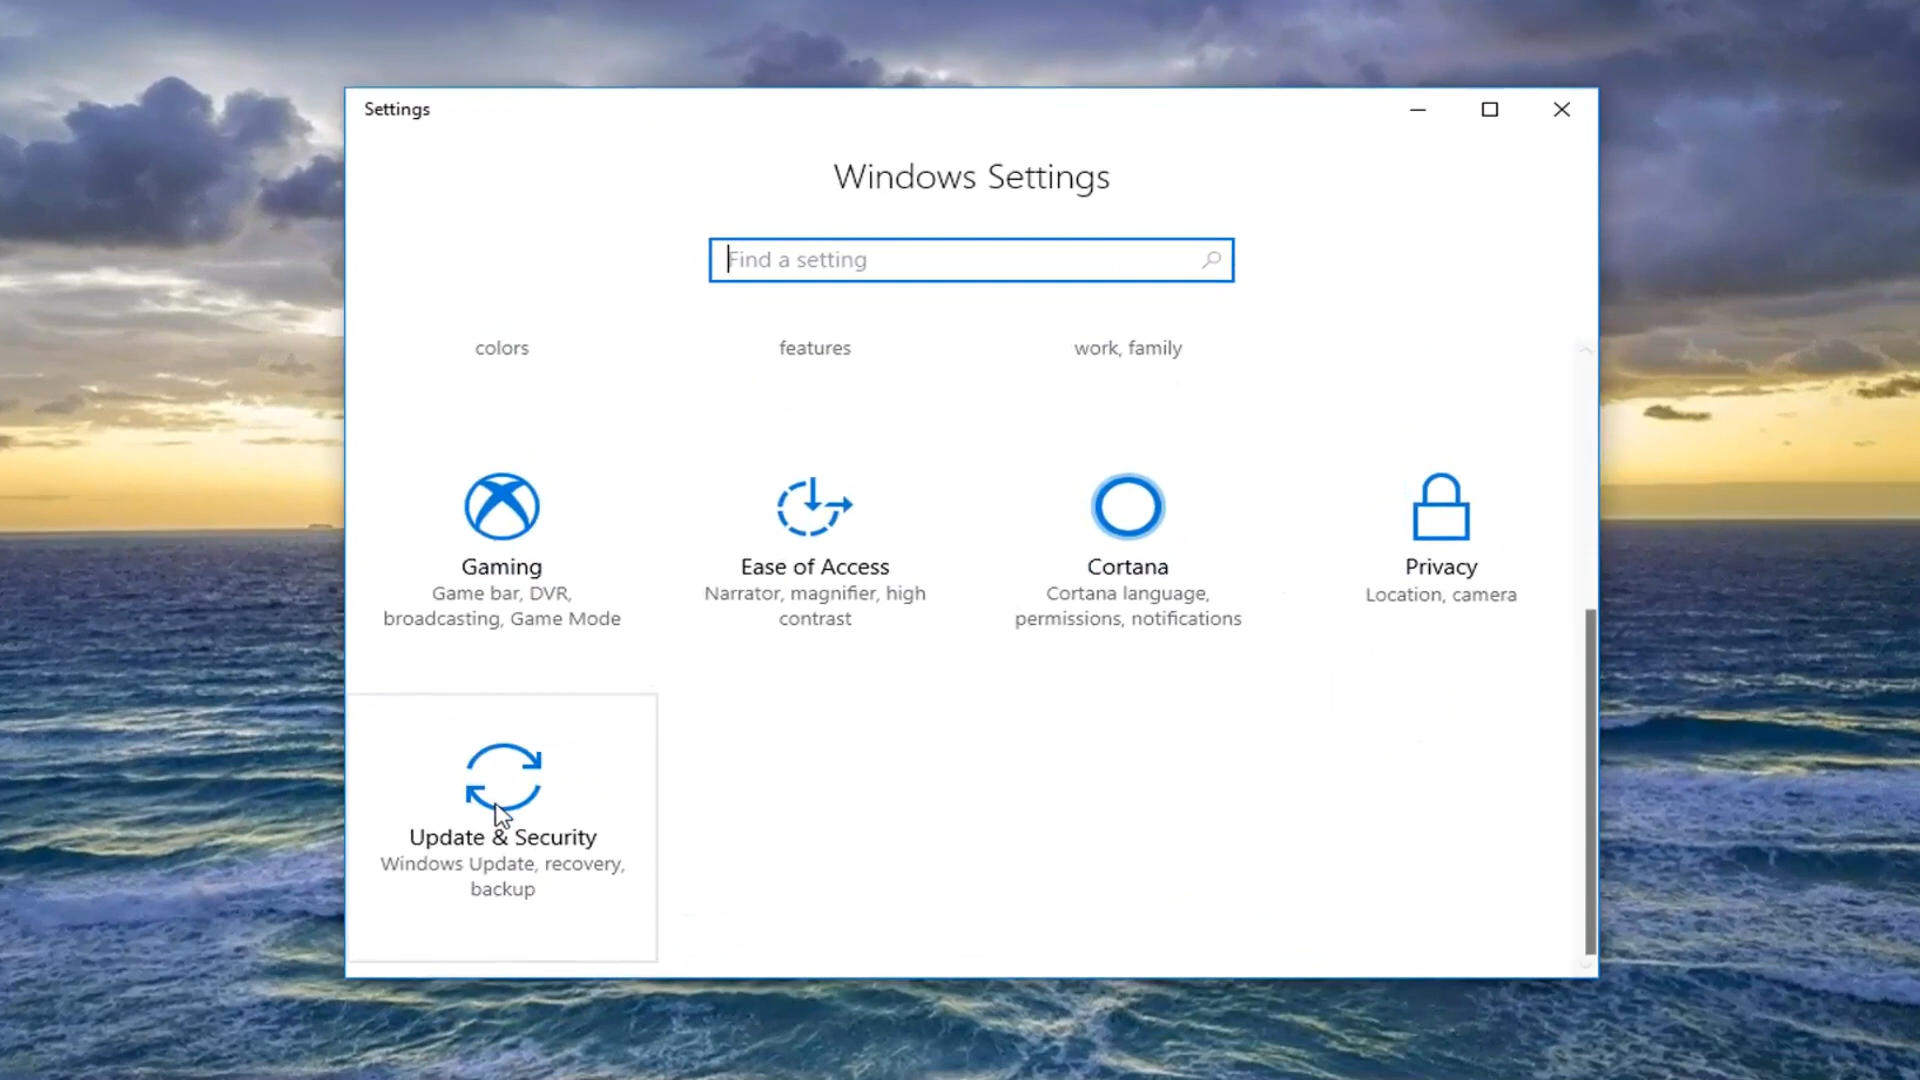 Settings
Windows Settings
Find a setting
colors
features
work, family
Gaming
Game bar, DVR,
broadcasting, Game Mode
Ease of Access
Narrator, magnifier, high
contrast
Cortana
Cortana language,
permissions, notifications
Privacy
Location, camera
Update & Security
Windows Update, recovery,
backup